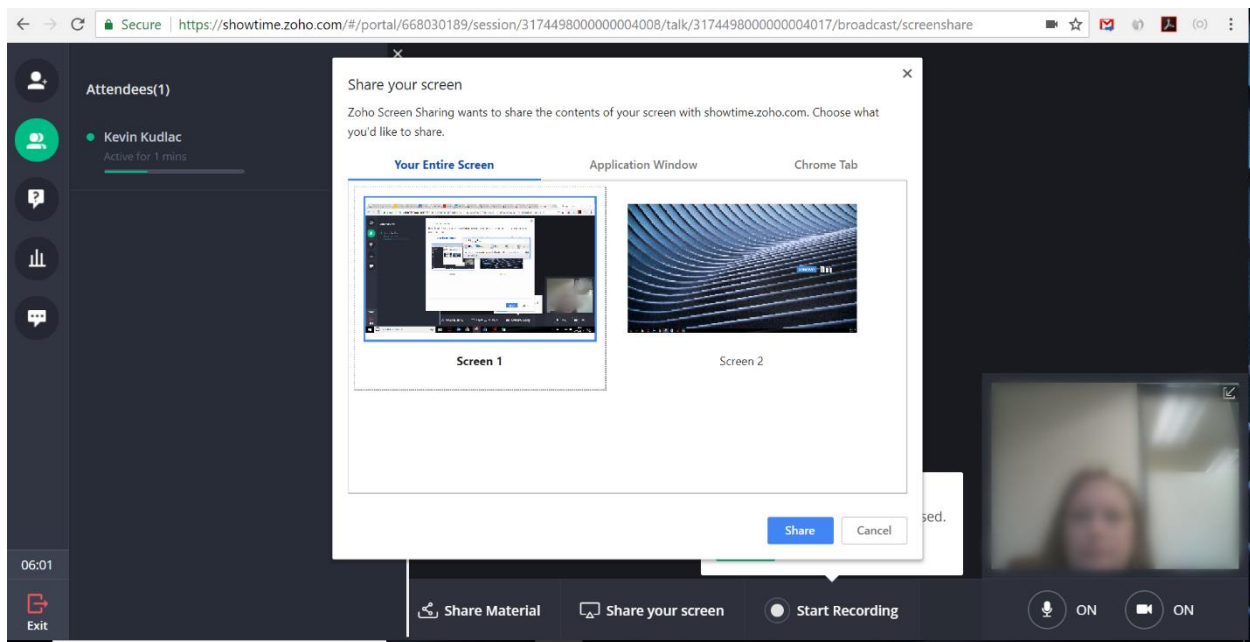 Secure
https://showtime.zoho.com/#/portal/668030189/session/3174498000000004008/talk/3174498000000004017/broadcast/screenshare
Attendees(1)
Kevin Kudlac
Active for 1 mins
Share your screen
Zoho Screen Sharing wants to share the contents of your screen with showtime.zoho.com. Choose what
you'd like to share.
Your Entire Screen
Application Window
Chrome Tab
Screen 1
Screen 2
Share
Cancel
sed.
06:01
Exit
Share Material
Share your screen
Start Recording
ON
ON